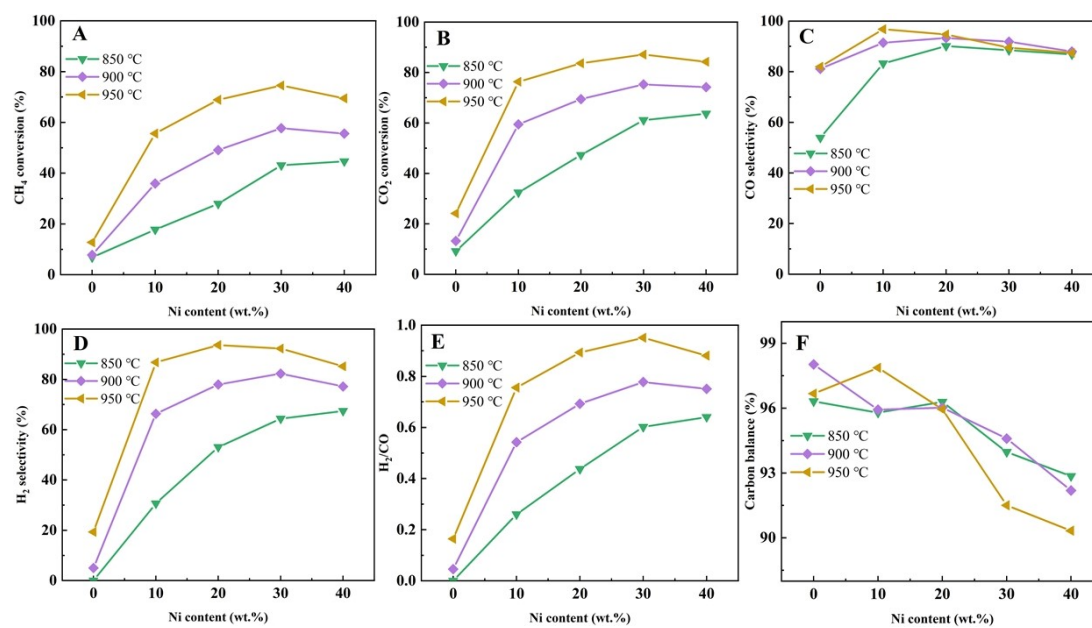 A
850 ℃
900 ℃
950 ℃
CH₄ conversion (%)
100
80
60
40
20
0
0 10 20 30 40
Ni content (wt.%)
B
850 ℃
900 ℃
950 ℃
CO₂ conversion (%)
100
80
60
40
20
0
0 10 20 30 40
Ni content (wt.%)
C
850 ℃
900 ℃
950 ℃
CO selectivity (%)
100
80
60
40
20
0
0 10 20 30 40
Ni content (wt.%)
D
850 ℃
900 ℃
950 ℃
H₂ selectivity (%)
100
80
60
40
20
0
0 10 20 30 40
Ni content (wt.%)
E
850 ℃
900 ℃
950 ℃
H₂/CO
1.0
0.8
0.6
0.4
0.2
0.0
0 10 20 30 40
Ni content (wt.%)
F
850 ℃
900 ℃
950 ℃
Carbon balance (%)
99
96
93
90
0 10 20 30 40
Ni content (wt.%)